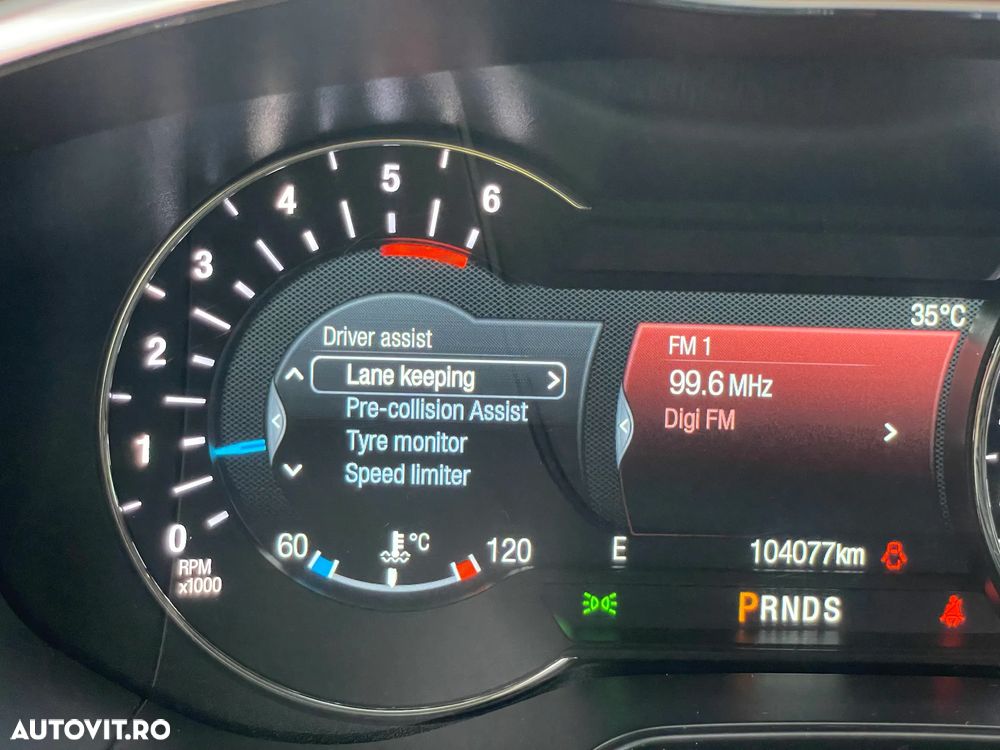 6
5
4
3
2
1
0
RPM
x1000
35°C
Driver assist
Lane keeping
Pre-collision Assist
Tyre monitor
Speed limiter
FM 1
99.6 MHz
Digi FM
60 °C 120
E
104077km
PRNDS
AUTOVIT.RO